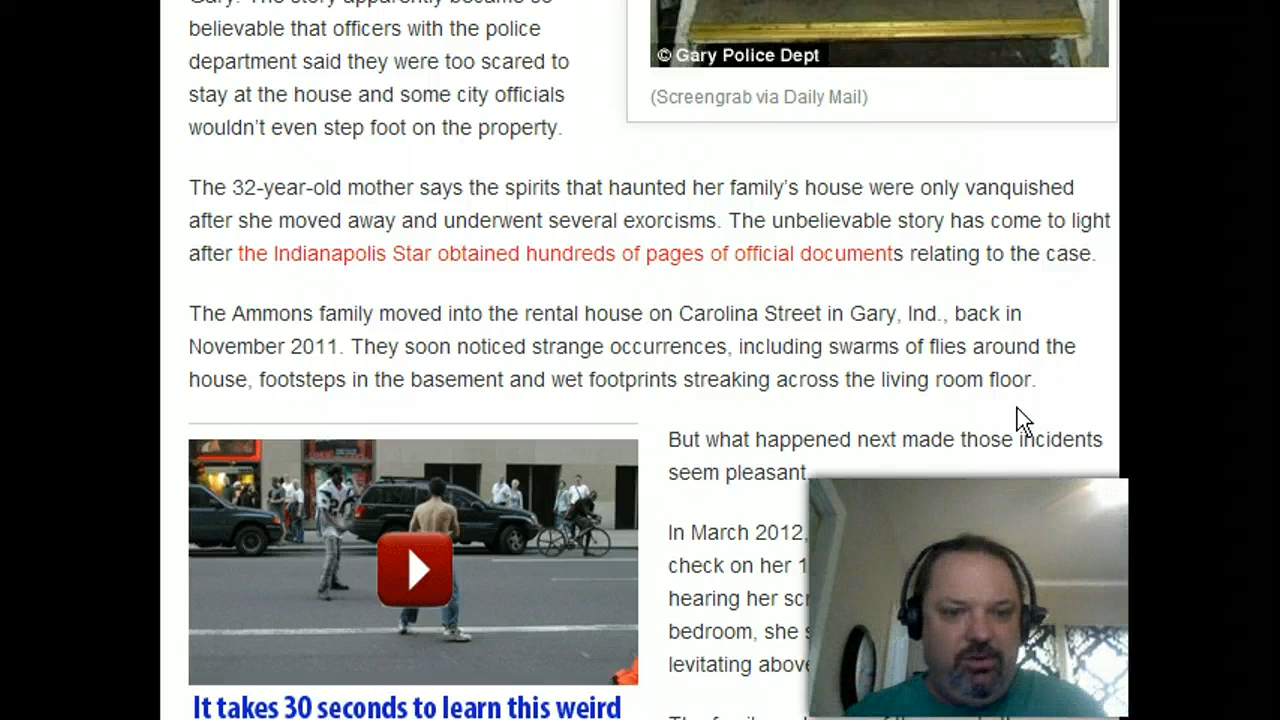 believable that officers with the police
department said they were too scared to
stay at the house and some city officials
wouldn’t even step foot on the property.
© Gary Police Dept
(Screengrab via Daily Mail)
The 32-year-old mother says the spirits that haunted her family’s house were only vanquished
after she moved away and underwent several exorcisms. The unbelievable story has come to light
after the Indianapolis Star obtained hundreds of pages of official documents relating to the case.
The Ammons family moved into the rental house on Carolina Street in Gary, Ind., back in
November 2011. They soon noticed strange occurrences, including swarms of flies around the
house, footsteps in the basement and wet footprints streaking across the living room floor.
But what happened next made those incidents
seem pleasant.
In March 2012,
check on her 1
hearing her scr
bedroom, she s
levitating above
It takes 30 seconds to learn this weird